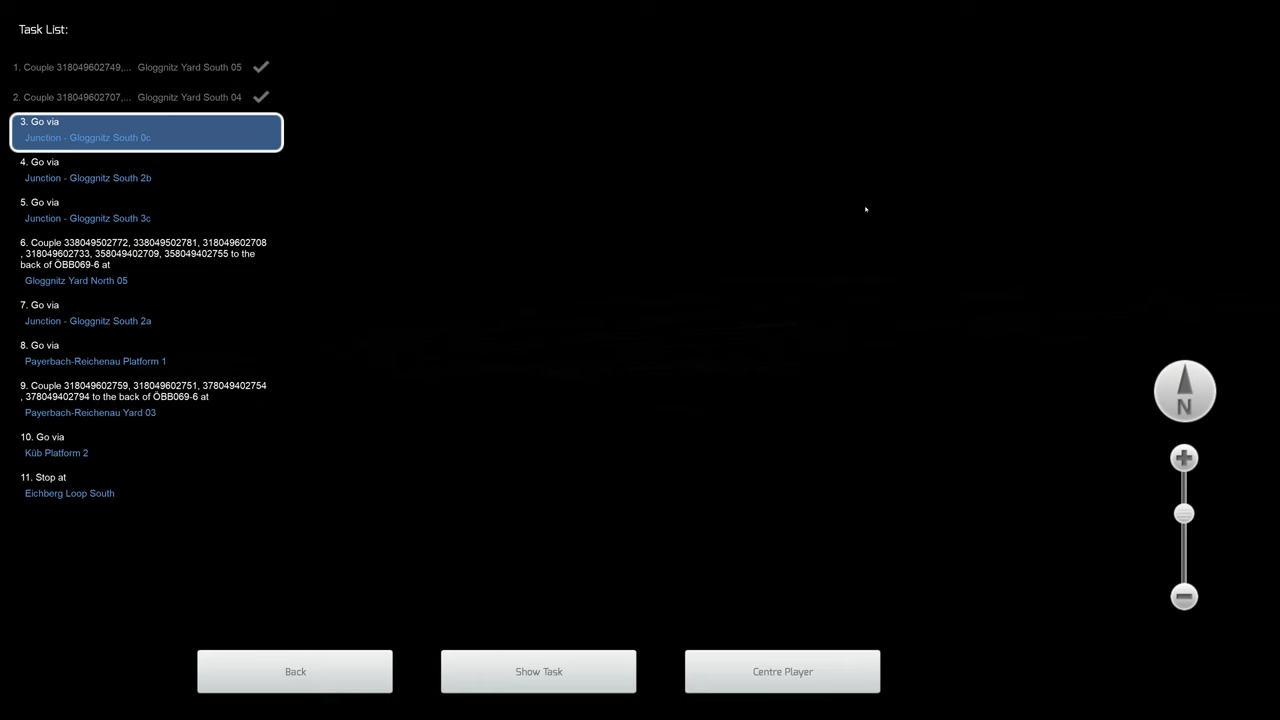 Task List:
1. Couple 318049602749,... Gloggnitz Yard South 05
2. Couple 318049602707,... Gloggnitz Yard South 04
3. Go via
Junction - Gloggnitz South 0c
4. Go via
Junction - Gloggnitz South 2b
5. Go via
Junction - Gloggnitz South 3c
6. Couple 338049502772, 338049502781, 318049602708
, 318049602733, 358049402709, 358049402755 to the
back of ÖBB069-6 at
Gloggnitz Yard North 05
7. Go via
Junction - Gloggnitz South 2a
8. Go via
Payerbach-Reichenau Platform 1
9. Couple 318049602759, 318049602751, 378049402754
, 378049402794 to the back of ÖBB069-6 at
Payerbach-Reichenau Yard 03
10. Go via
Küb Platform 2
11. Stop at
Eichberg Loop South
N
Back
Show Task
Centre Player